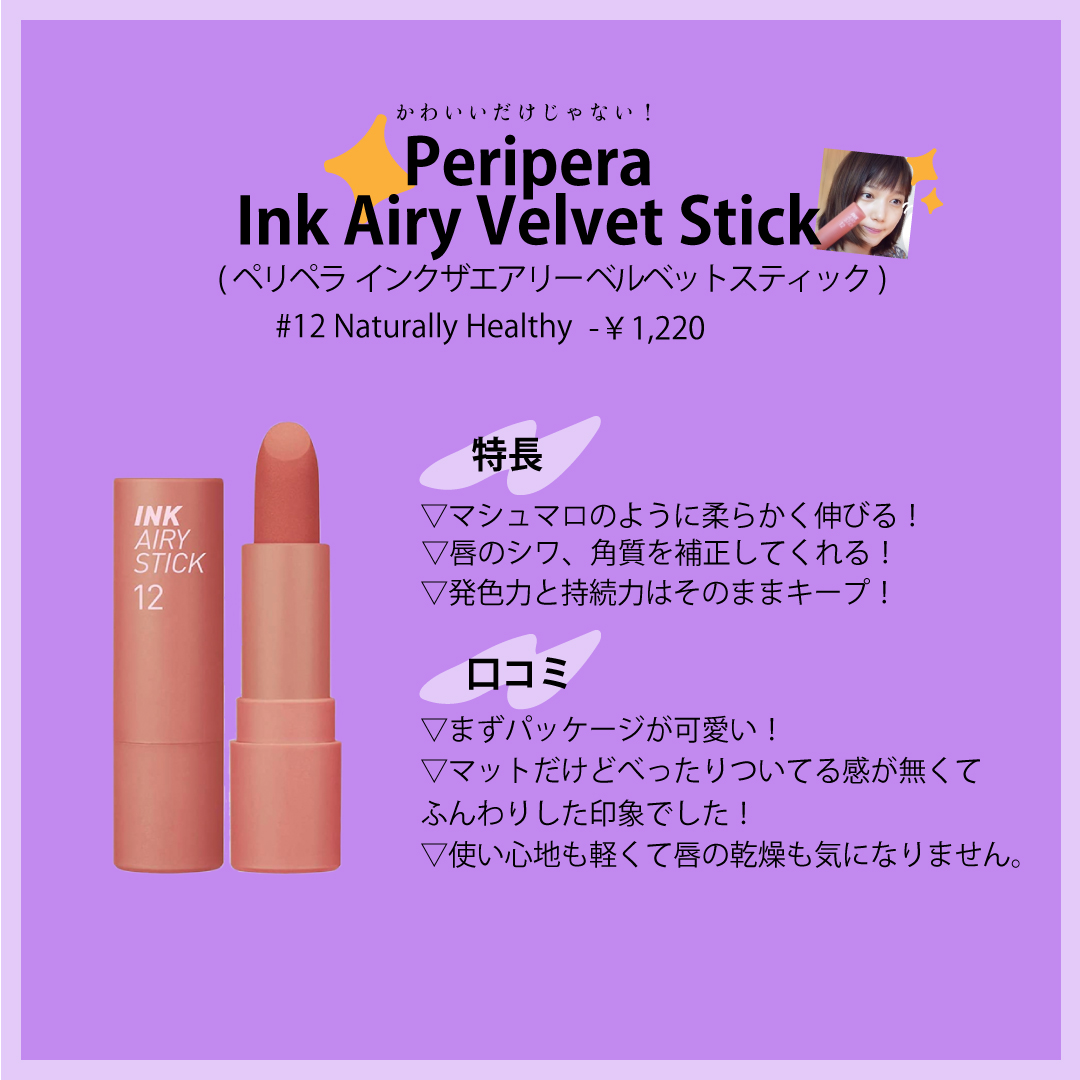 かわいいだけじゃない！
Peripera
Ink Airy Velvet Stick
( ペリペラ インクザエアリーベルベットスティック )
#12 Naturally Healthy -￥1,220
INK
AIRY
STICK
12
特長
▽マシュマロのように柔らかく伸びる！
▽唇のシワ、角質を補正してくれる！
▽発色力と持続力はそのままキープ！
口コミ
▽まずパッケージが可愛い！
▽マットだけどべったりついてる感が無くて
ふんわりした印象でした！
▽使い心地も軽くて唇の乾燥も気になりません。